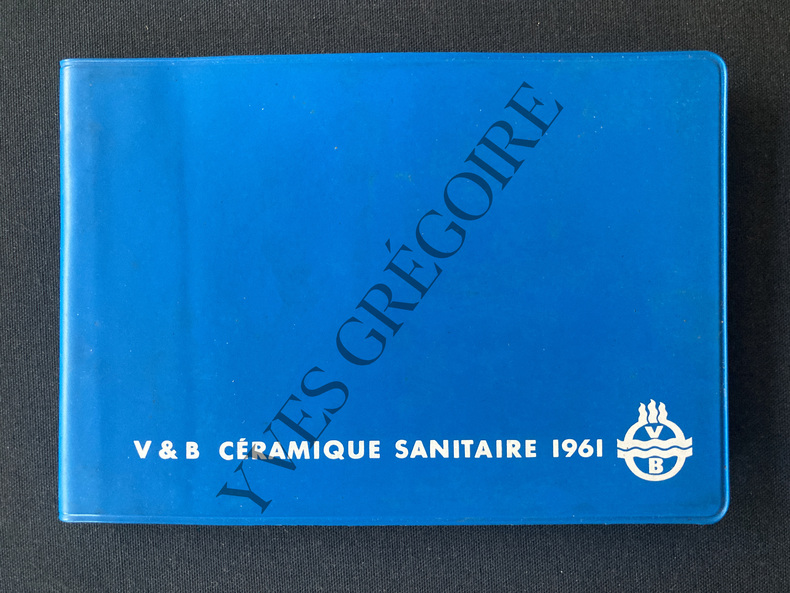 YVES GRÉGOIRE
V & B CÉRAMIQUE SANITAIRE 1961
V
B